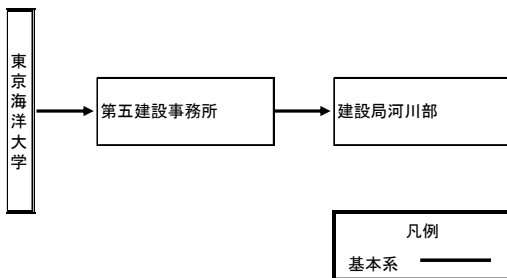 東京海洋大学
第五建設事務所
建設局河川部
凡例
基本系